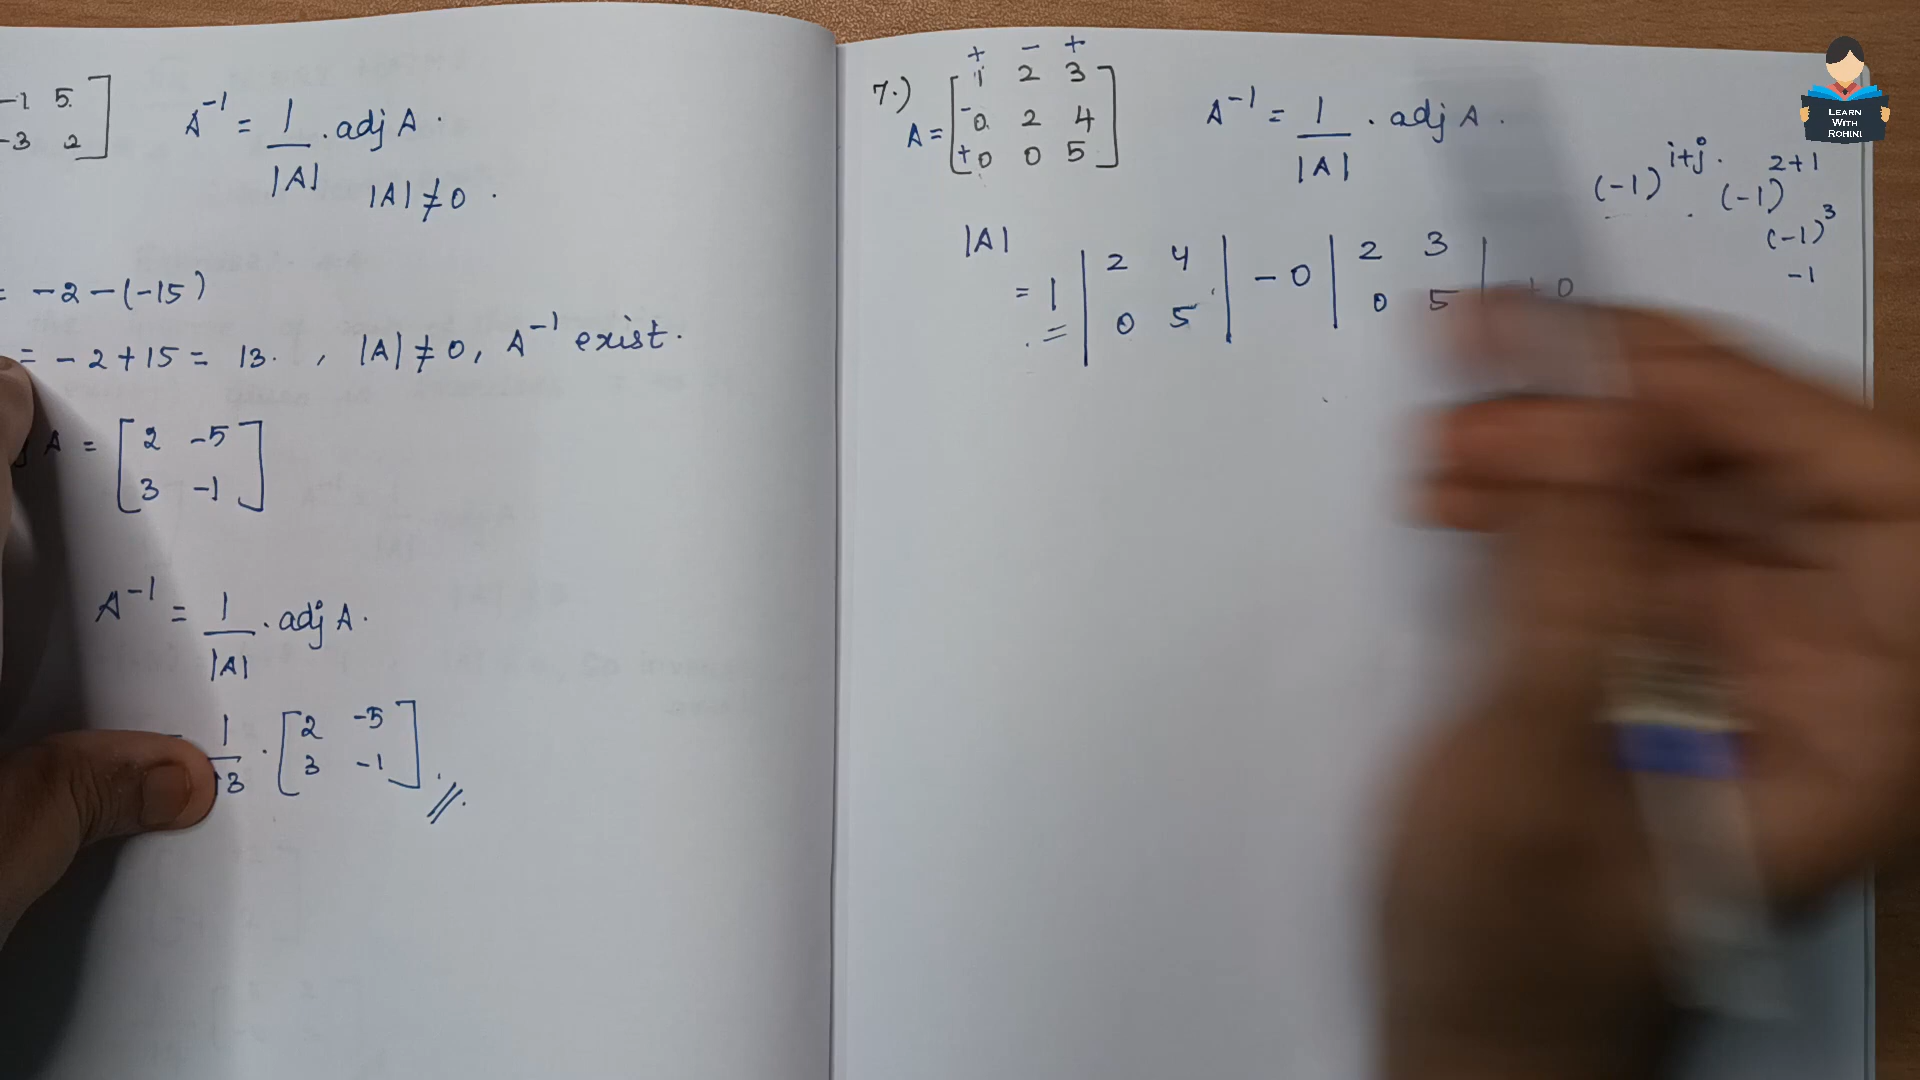 -1 5
-3 2
A⁻¹ = 1/|A| . adj A .
|A| ≠ 0 .
= -2 - (-15)
= -2 + 15 = 13. , |A| ≠ 0, A⁻¹ exist.
A = [2 -5
3 -1]
A⁻¹ = 1/|A| . adj A .
= 1/13 . [2 -5
3 -1] . //.
7.)
+ - +
A = [1 2 3
- 0 2 4
+ 0 0 5]
A⁻¹ = 1/|A| . adj A .
(-1)^i+j . (-1)^2+1
(-1)³
-1
|A|
= 1 |2 4
0 5| - 0 |2 3
0 5| + 0
LEARN
WITH
ROHINI